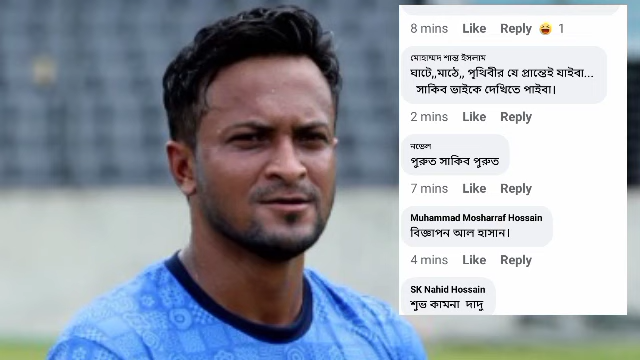 8 mins Like Reply 😆 1
মোহাম্মদ শান্ত ইসলাম
ঘাটে,,মাঠে,, পৃথিবীর যে প্রান্তেই যাইবা...
সাকিব ভাইকে দেখিতে পাইবা।
2 mins Like Reply
নভেল
পুরুত সাকিব পুরুত
7 mins Like Reply
Muhammad Mosharraf Hossain
বিজ্ঞাপন আল হাসান।
4 mins Like Reply
SK Nahid Hossain
শুভ কামনা দাদু